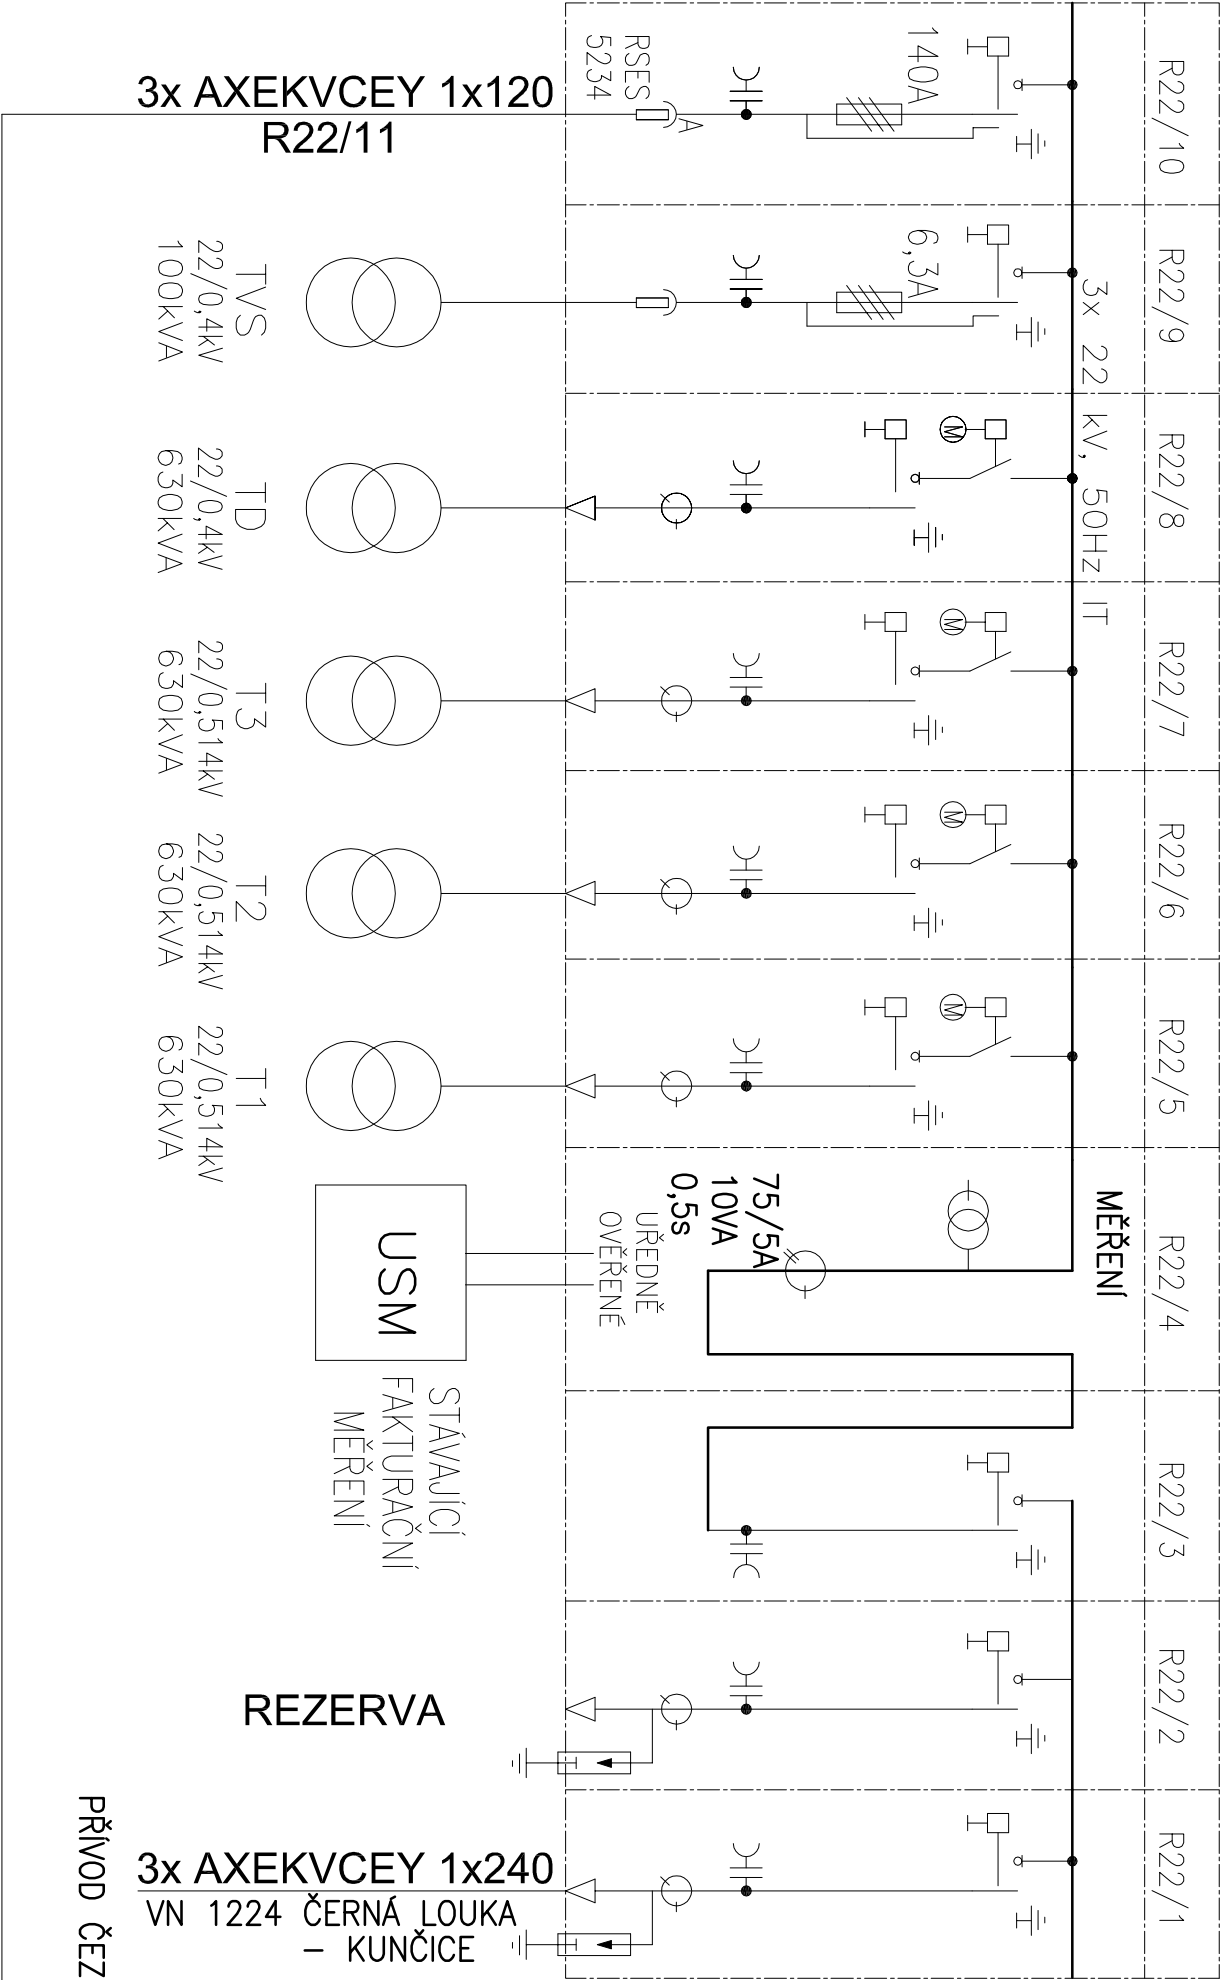 R22/10
140A
RSES
5234
A
3x AXEKVCEY 1x120
R22/11
R22/9
6,3A
TVS
22/0,4kV
100kVA
3x 22 kV, 50Hz IT
R22/8
M
TD
22/0,4kV
630kVA
R22/7
M
T3
22/0,514kV
630kVA
R22/6
M
T2
22/0,514kV
630kVA
R22/5
M
T1
22/0,514kV
630kVA
R22/4
MĚŘENÍ
75/5A
10VA
0,5s
ÚŘEDNĚ
OVĚŘENÉ
USM
STÁVAJÍCÍ
FAKTURAČNÍ
MĚŘENÍ
R22/3
R22/2
REZERVA
R22/1
3x AXEKVCEY 1x240
VN 1224 ČERNÁ LOUKA
– KUNČICE
PŘÍVOD ČEZ